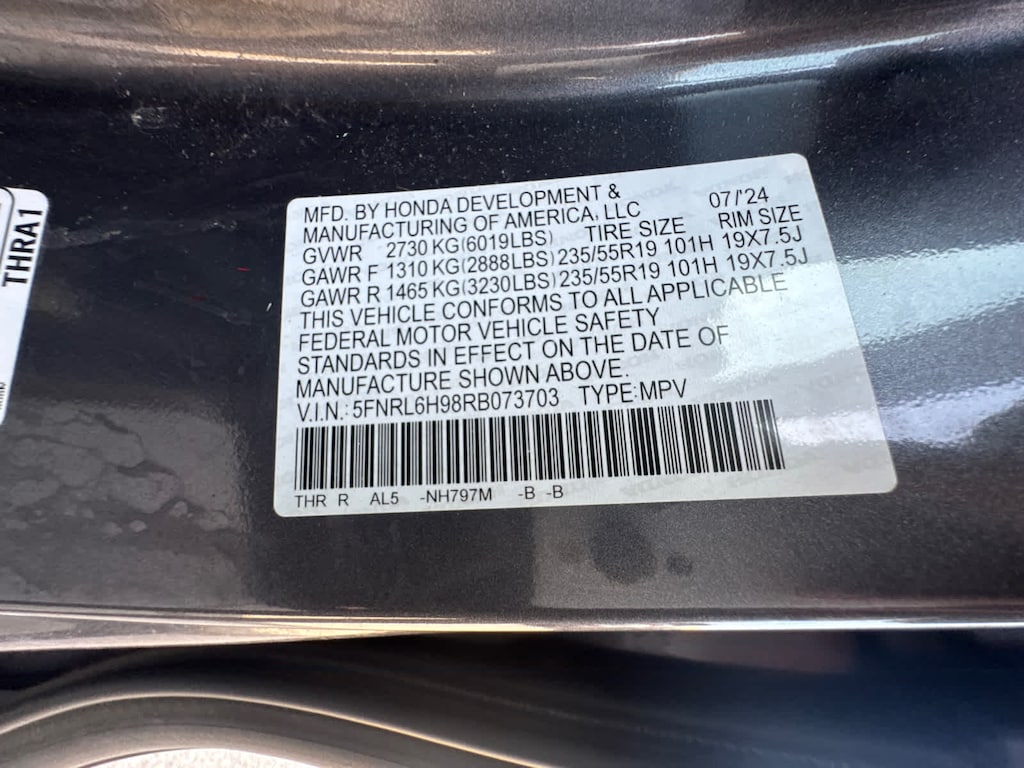 THRA1
MFD. BY HONDA DEVELOPMENT &
MANUFACTURING OF AMERICA, LLC 07/'24
GVWR 2730 KG(6019LBS) TIRE SIZE RIM SIZE
GAWR F 1310 KG(2888LBS) 235/55R19 101H 19X7.5J
GAWR R 1465 KG(3230LBS) 235/55R19 101H 19X7.5J
THIS VEHICLE CONFORMS TO ALL APPLICABLE
FEDERAL MOTOR VEHICLE SAFETY
STANDARDS IN EFFECT ON THE DATE OF
MANUFACTURE SHOWN ABOVE.
V.I.N.: 5FNRL6H98RB073703 TYPE: MPV
THR R AL5 -NH797M -B -B